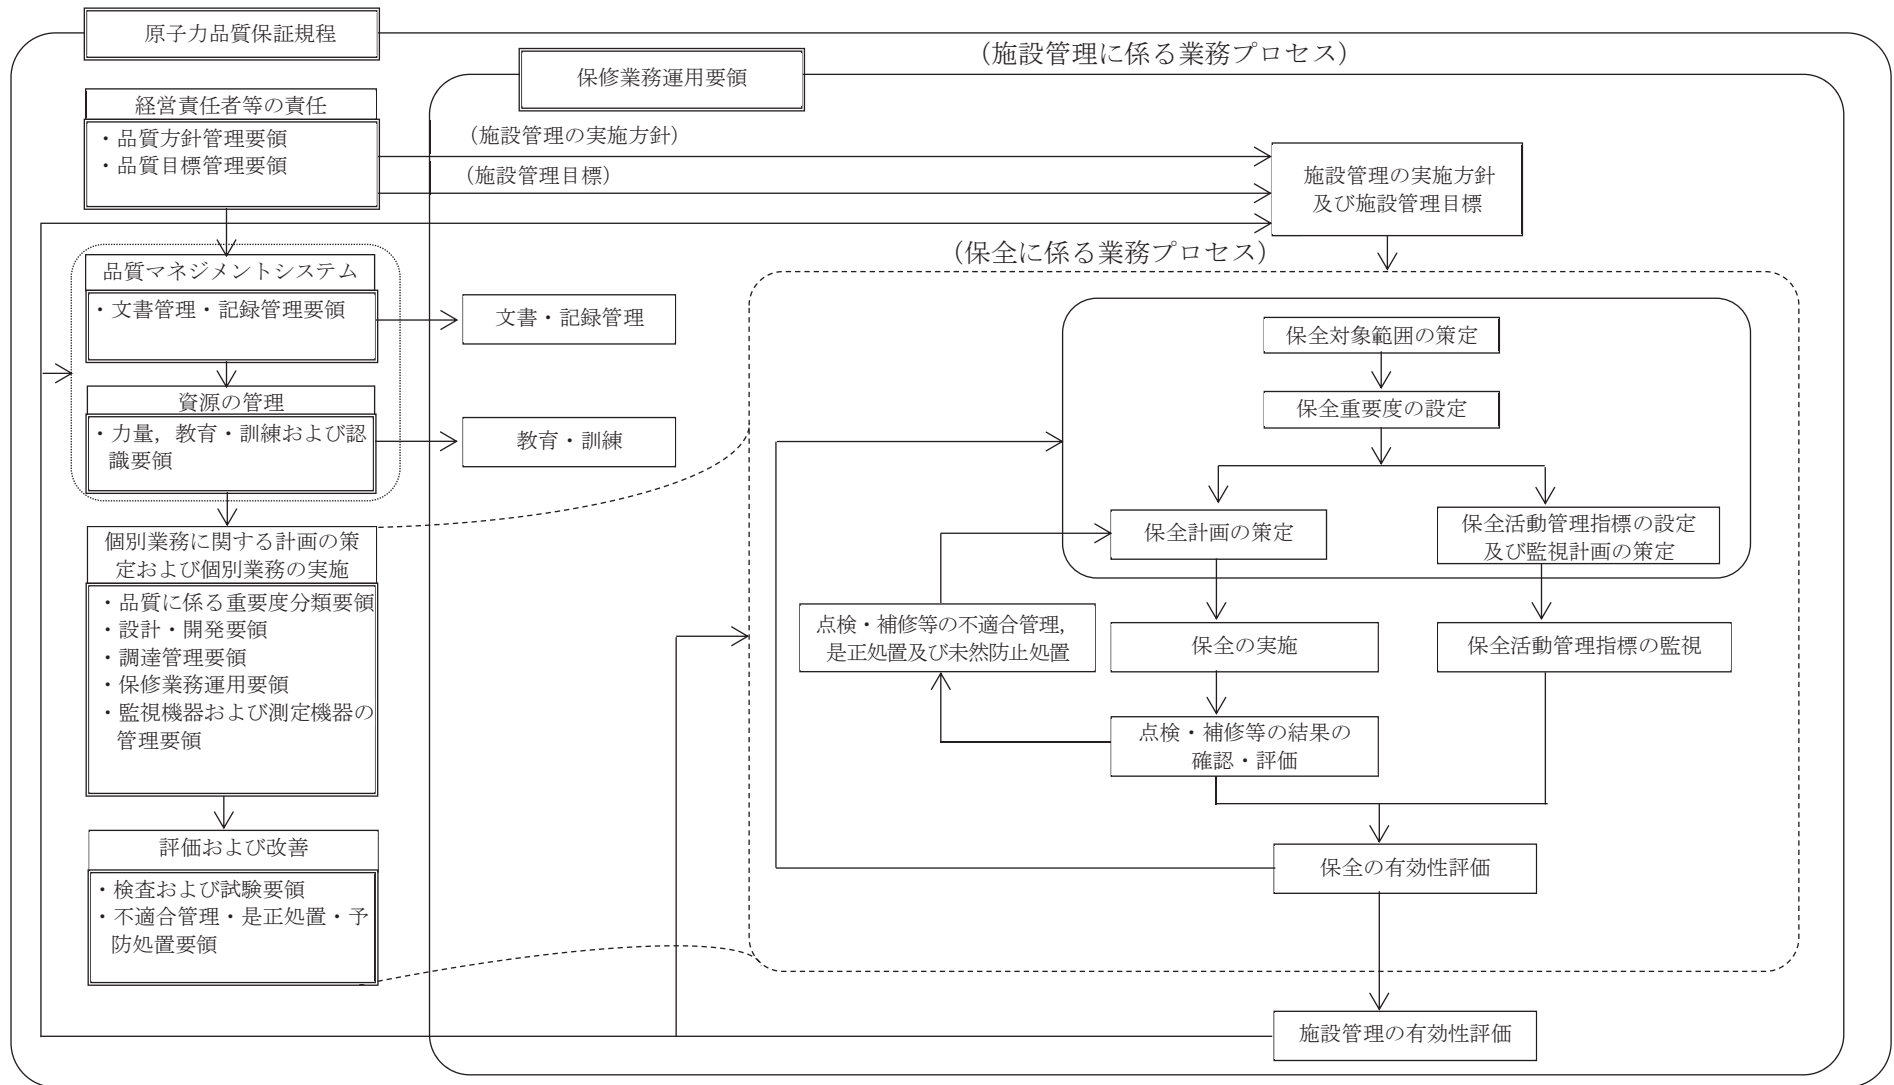 原子力品質保証規程
(施設管理に係る業務プロセス)
保修業務運用要領
経営責任者等の責任
・品質方針管理要領
・品質目標管理要領
(施設管理の実施方針)
(施設管理目標)
施設管理の実施方針
及び施設管理目標
(保全に係る業務プロセス)
品質マネジメントシステム
・文書管理・記録管理要領
文書・記録管理
資源の管理
・力量，教育・訓練および認
識要領
教育・訓練
保全対象範囲の策定
保全重要度の設定
保全計画の策定
保全活動管理指標の設定
及び監視計画の策定
個別業務に関する計画の策
定および個別業務の実施
・品質に係る重要度分類要領
・設計・開発要領
・調達管理要領
・保修業務運用要領
・監視機器および測定機器の
管理要領
点検・補修等の不適合管理，
是正処置及び未然防止処置
保全の実施
保全活動管理指標の監視
点検・補修等の結果の
確認・評価
評価および改善
・検査および試験要領
・不適合管理・是正処置・予
防処置要領
保全の有効性評価
施設管理の有効性評価